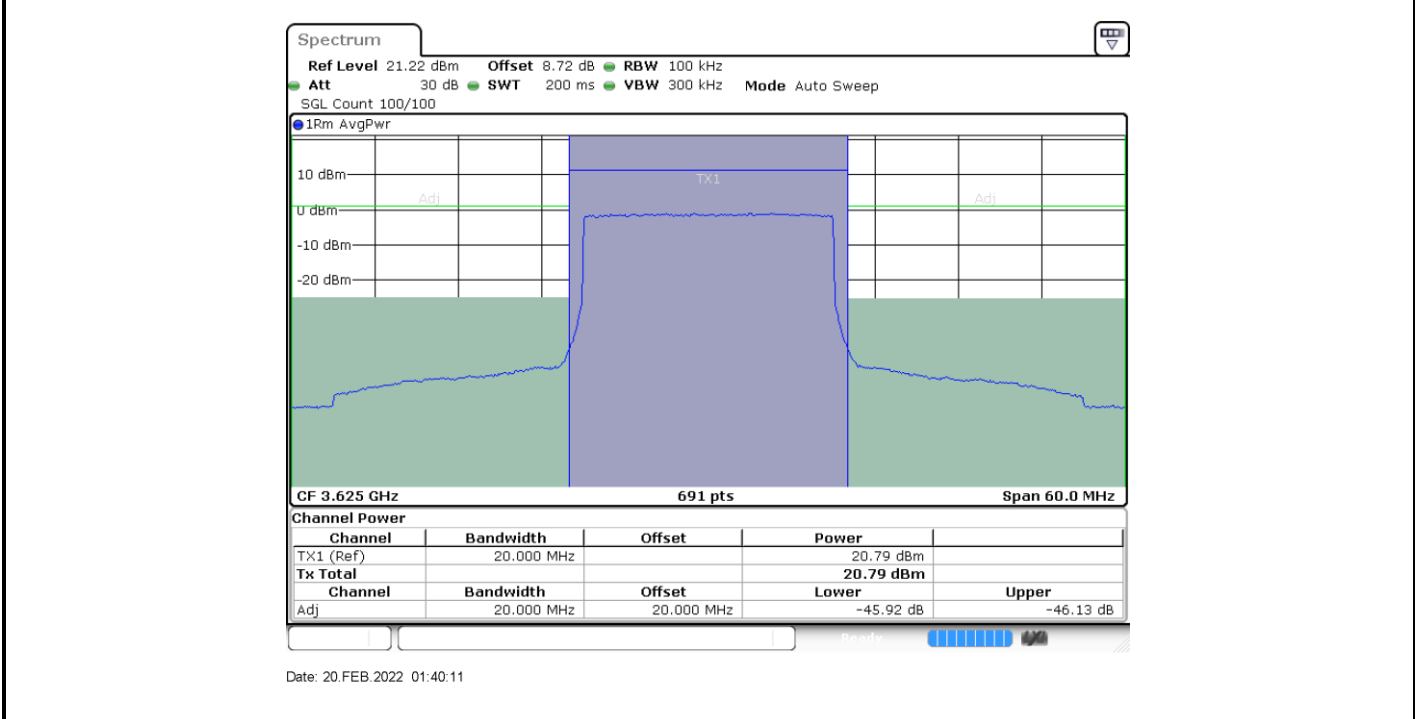 Spectrum
Ref Level 21.22 dBm Offset 8.72 dB RBW 100 kHz
Att 30 dB SWT 200 ms VBW 300 kHz Mode Auto Sweep
SGL Count 100/100
1Rm AvgPwr
10 dBm
TX1
Adj Adj
0 dBm
-10 dBm
-20 dBm
CF 3.625 GHz 691 pts Span 60.0 MHz
Channel Power
Channel Bandwidth Offset Power
TX1 (Ref) 20.000 MHz 20.79 dBm
Tx Total 20.79 dBm
Channel Bandwidth Offset Lower Upper
Adj 20.000 MHz 20.000 MHz -45.92 dB -46.13 dB
Ready
Date: 20.FEB.2022 01:40:11